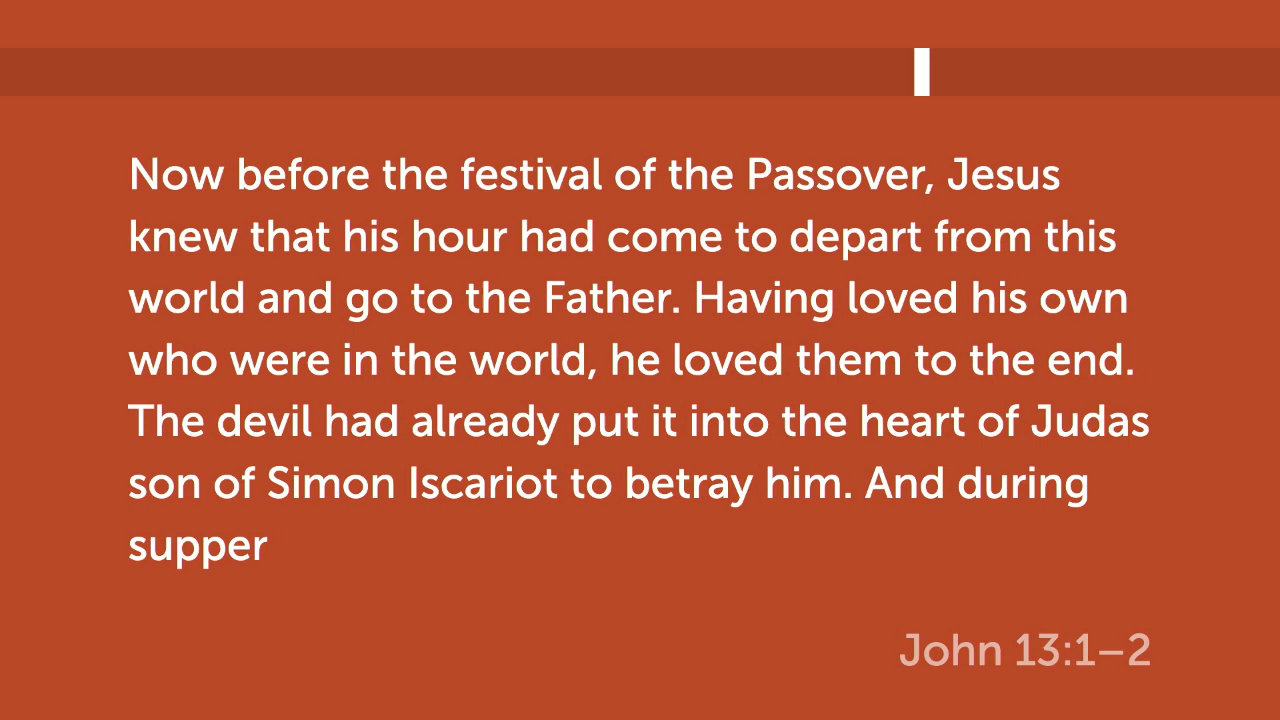 Now before the festival of the Passover, Jesus
knew that his hour had come to depart from this
world and go to the Father. Having loved his own
who were in the world, he loved them to the end.
The devil had already put it into the heart of Judas
son of Simon Iscariot to betray him. And during
supper
John 13:1–2